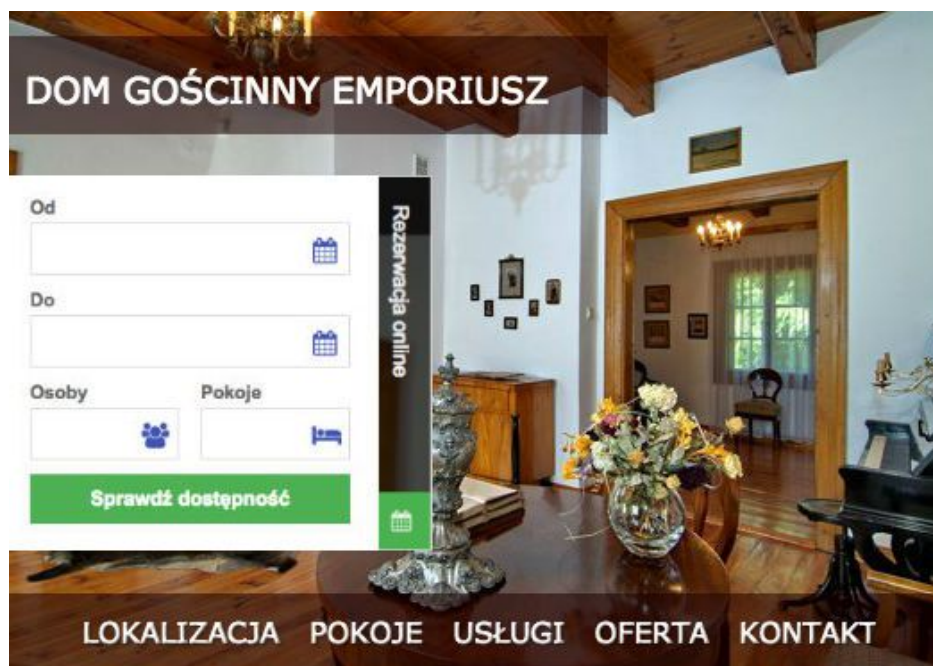 DOM GOŚCINNY EMPORIUSZ
Od
Do
Osoby Pokoje
Sprawdź dostępność
Rezerwacja online
LOKALIZACJA POKOJE USŁUGI OFERTA KONTAKT